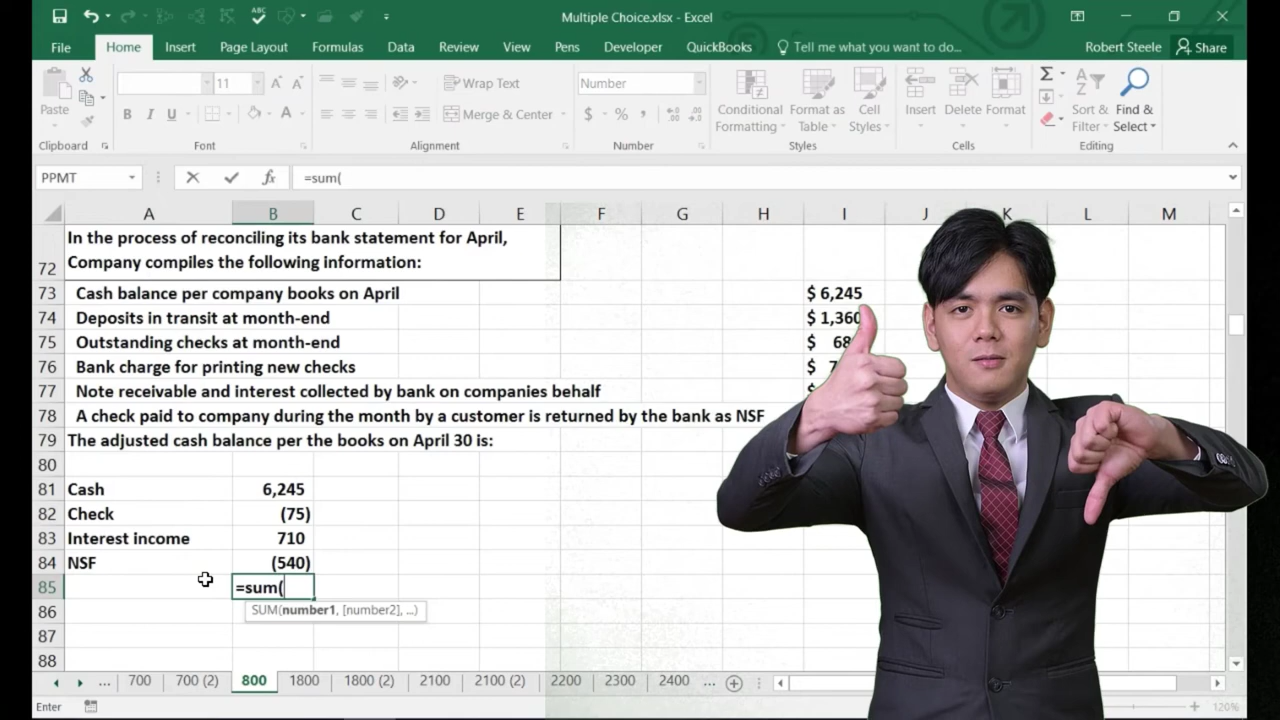 Multiple Choice.xlsx - Excel
File Home Insert Page Layout Formulas Data Review View Pens Developer QuickBooks Tell me what you want to do... Robert Steele Share
Paste 11 Wrap Text Number Conditional Formatting Format as Table Cell Styles Insert Delete Format Sort & Filter Find & Select
B I U Merge & Center $ % ,
Clipboard Font Alignment Number Styles Cells Editing
PPMT =sum(
A B C D E F G H I J K L M
72 In the process of reconciling its bank statement for April,
Company compiles the following information:
73 Cash balance per company books on April $ 6,245
74 Deposits in transit at month-end $ 1,360
75 Outstanding checks at month-end $
76 Bank charge for printing new checks $
77 Note receivable and interest collected by bank on companies behalf
78 A check paid to company during the month by a customer is returned by the bank as NSF
79 The adjusted cash balance per the books on April 30 is:
80
81 Cash 6,245
82 Check (75)
83 Interest income 710
84 NSF (540)
85 =sum(
86 SUM(number1, [number2], ...)
87
88
... 700 700 (2) 800 1800 1800 (2) 2100 2100 (2) 2200 2300 2400 ...
Enter 120%